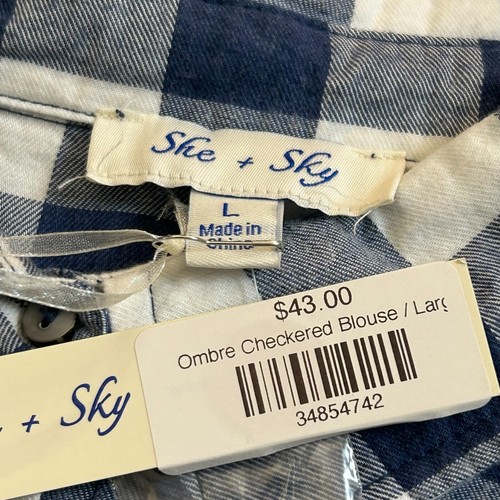 She + Sky
L
Made in
China
$43.00
Ombre Checkered Blouse / Larg
34854742
+ Sky